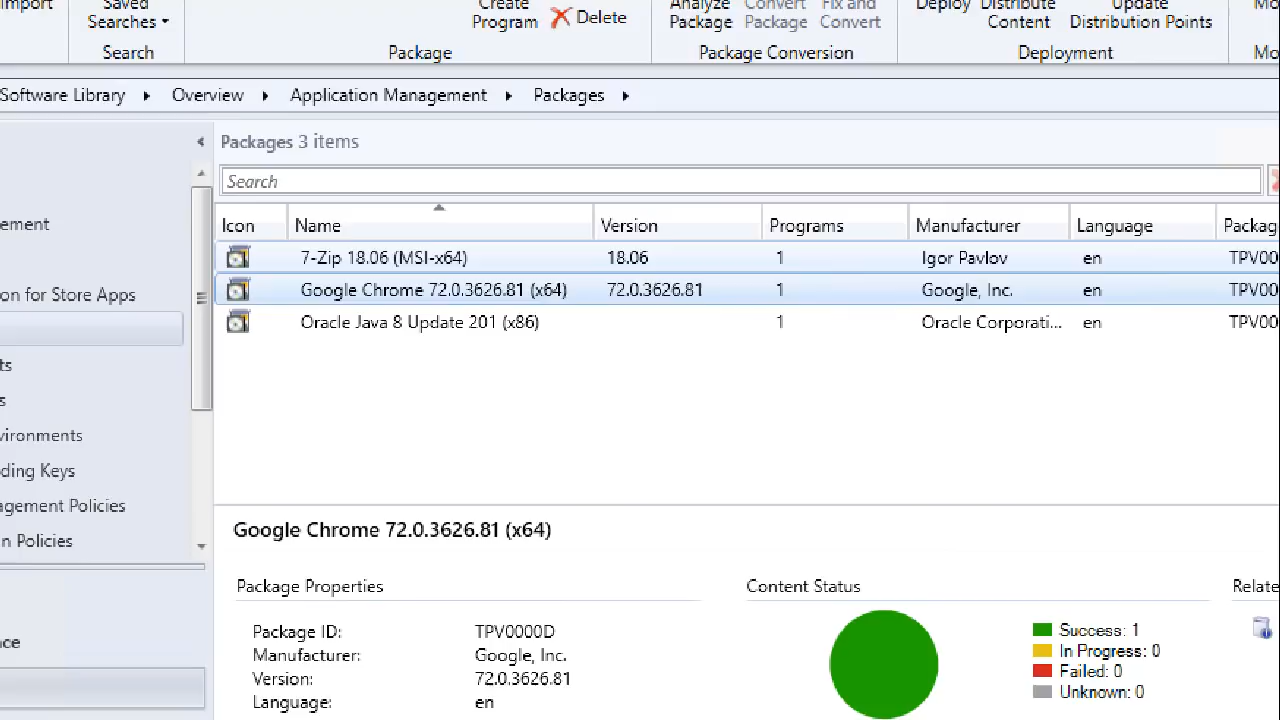 Import
Saved Searches
Create Program
Delete
Analyze Package
Convert Package
Fix and Convert
Deploy
Distribute Content
Update Distribution Points
Search
Package
Package Conversion
Deployment
Mo
Software Library Overview Application Management Packages
Packages 3 items
Search
Icon Name Version Programs Manufacturer Language Packag
7-Zip 18.06 (MSI-x64) 18.06 1 Igor Pavlov en TPV00
Google Chrome 72.0.3626.81 (x64) 72.0.3626.81 1 Google, Inc. en TPV00
Oracle Java 8 Update 201 (x86) 1 Oracle Corporati... en TPV00
ement
on for Store Apps
ts
s
vironments
ding Keys
agement Policies
n Policies
ce
Google Chrome 72.0.3626.81 (x64)
Package Properties
Package ID: TPV0000D
Manufacturer: Google, Inc.
Version: 72.0.3626.81
Language: en
Content Status
Success: 1
In Progress: 0
Failed: 0
Unknown: 0
Relate